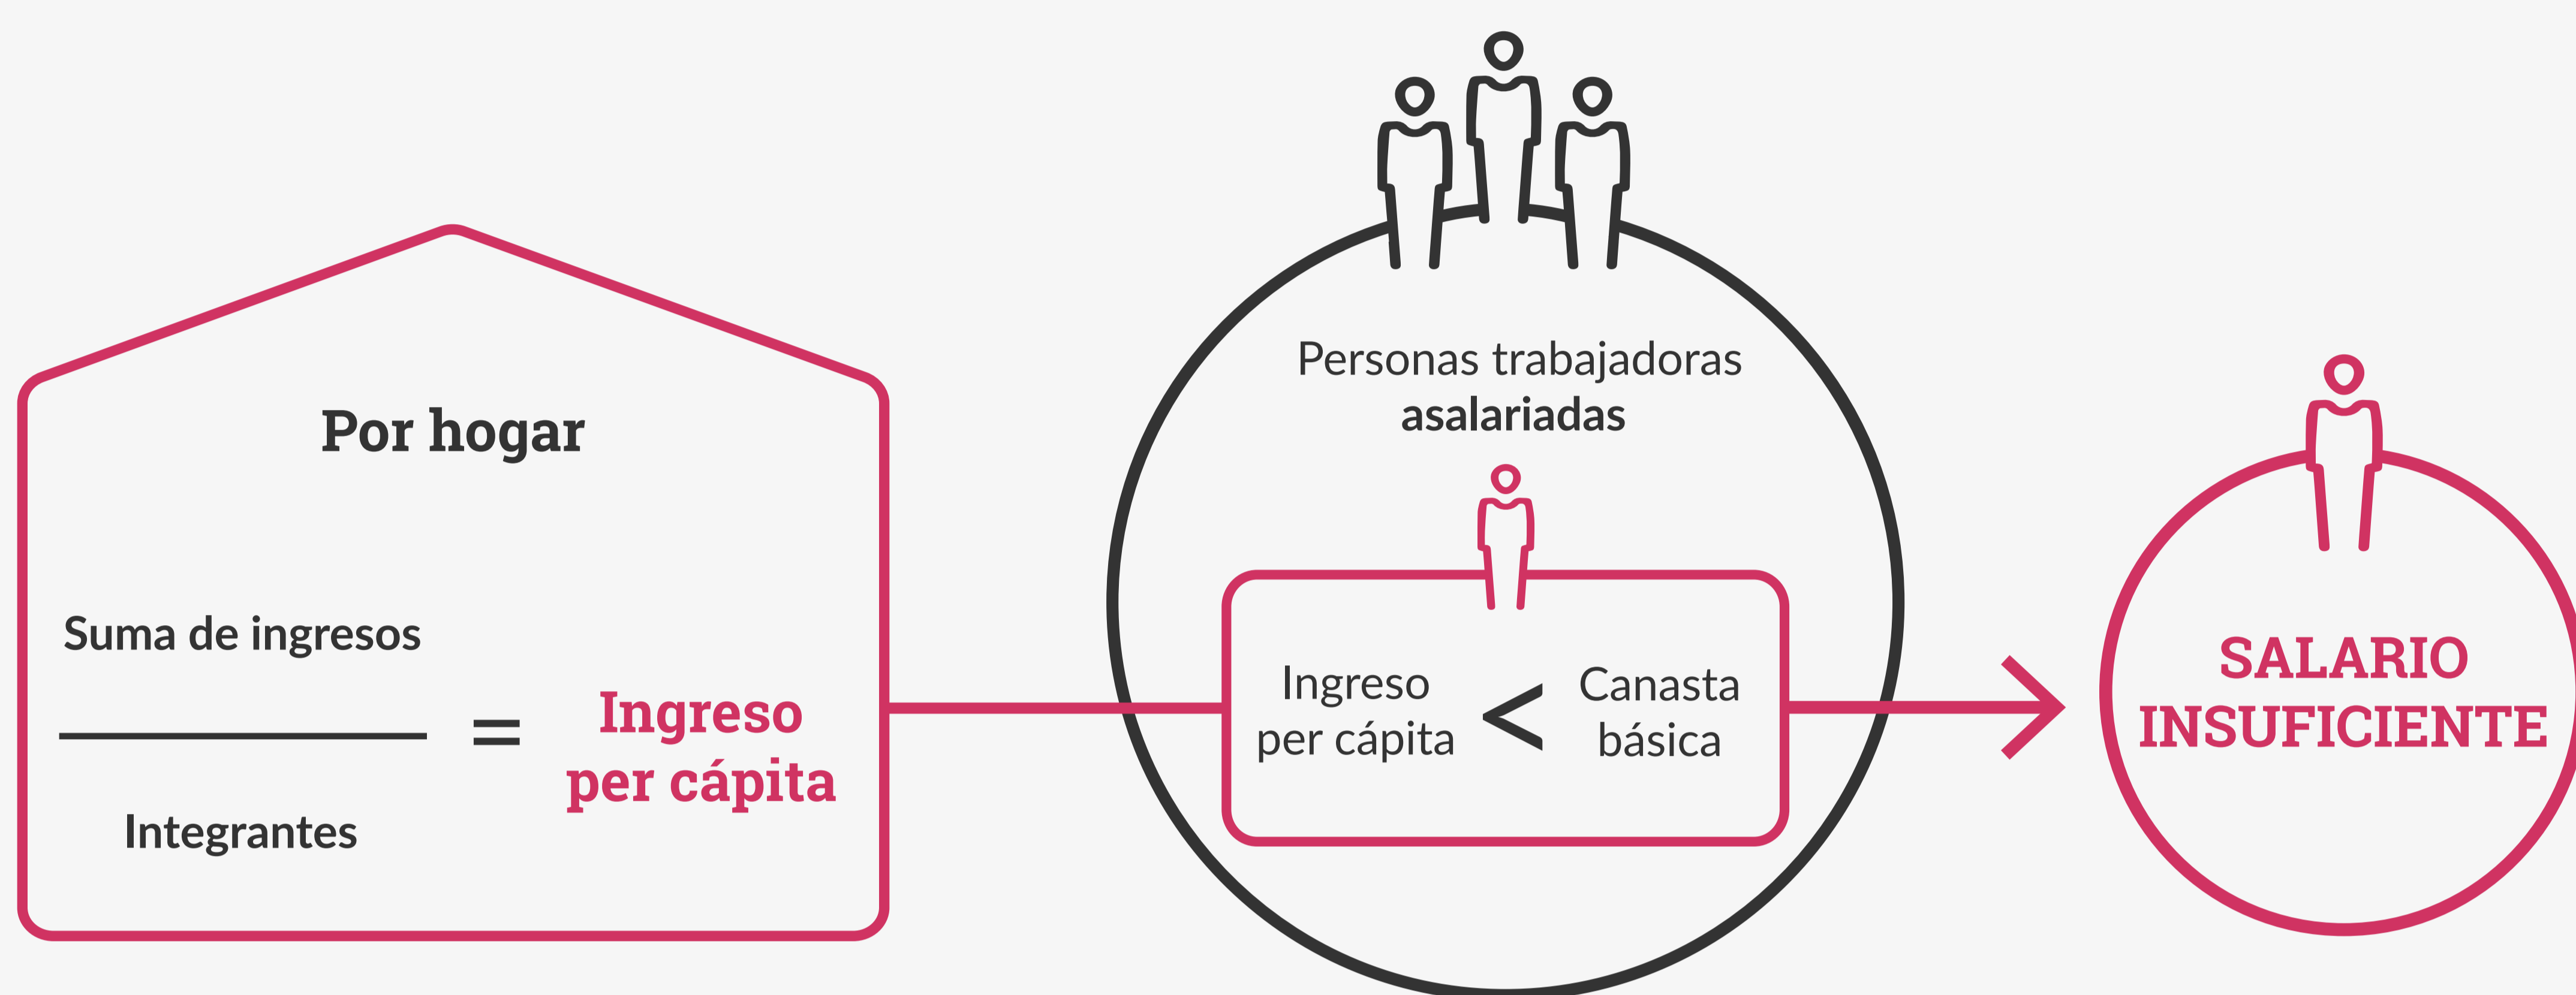 Por hogar
Suma de ingresos
Integrantes
=
Ingreso
per cápita
Personas trabajadoras
asalariadas
Ingreso
per cápita
<
Canasta
básica
SALARIO
INSUFICIENTE